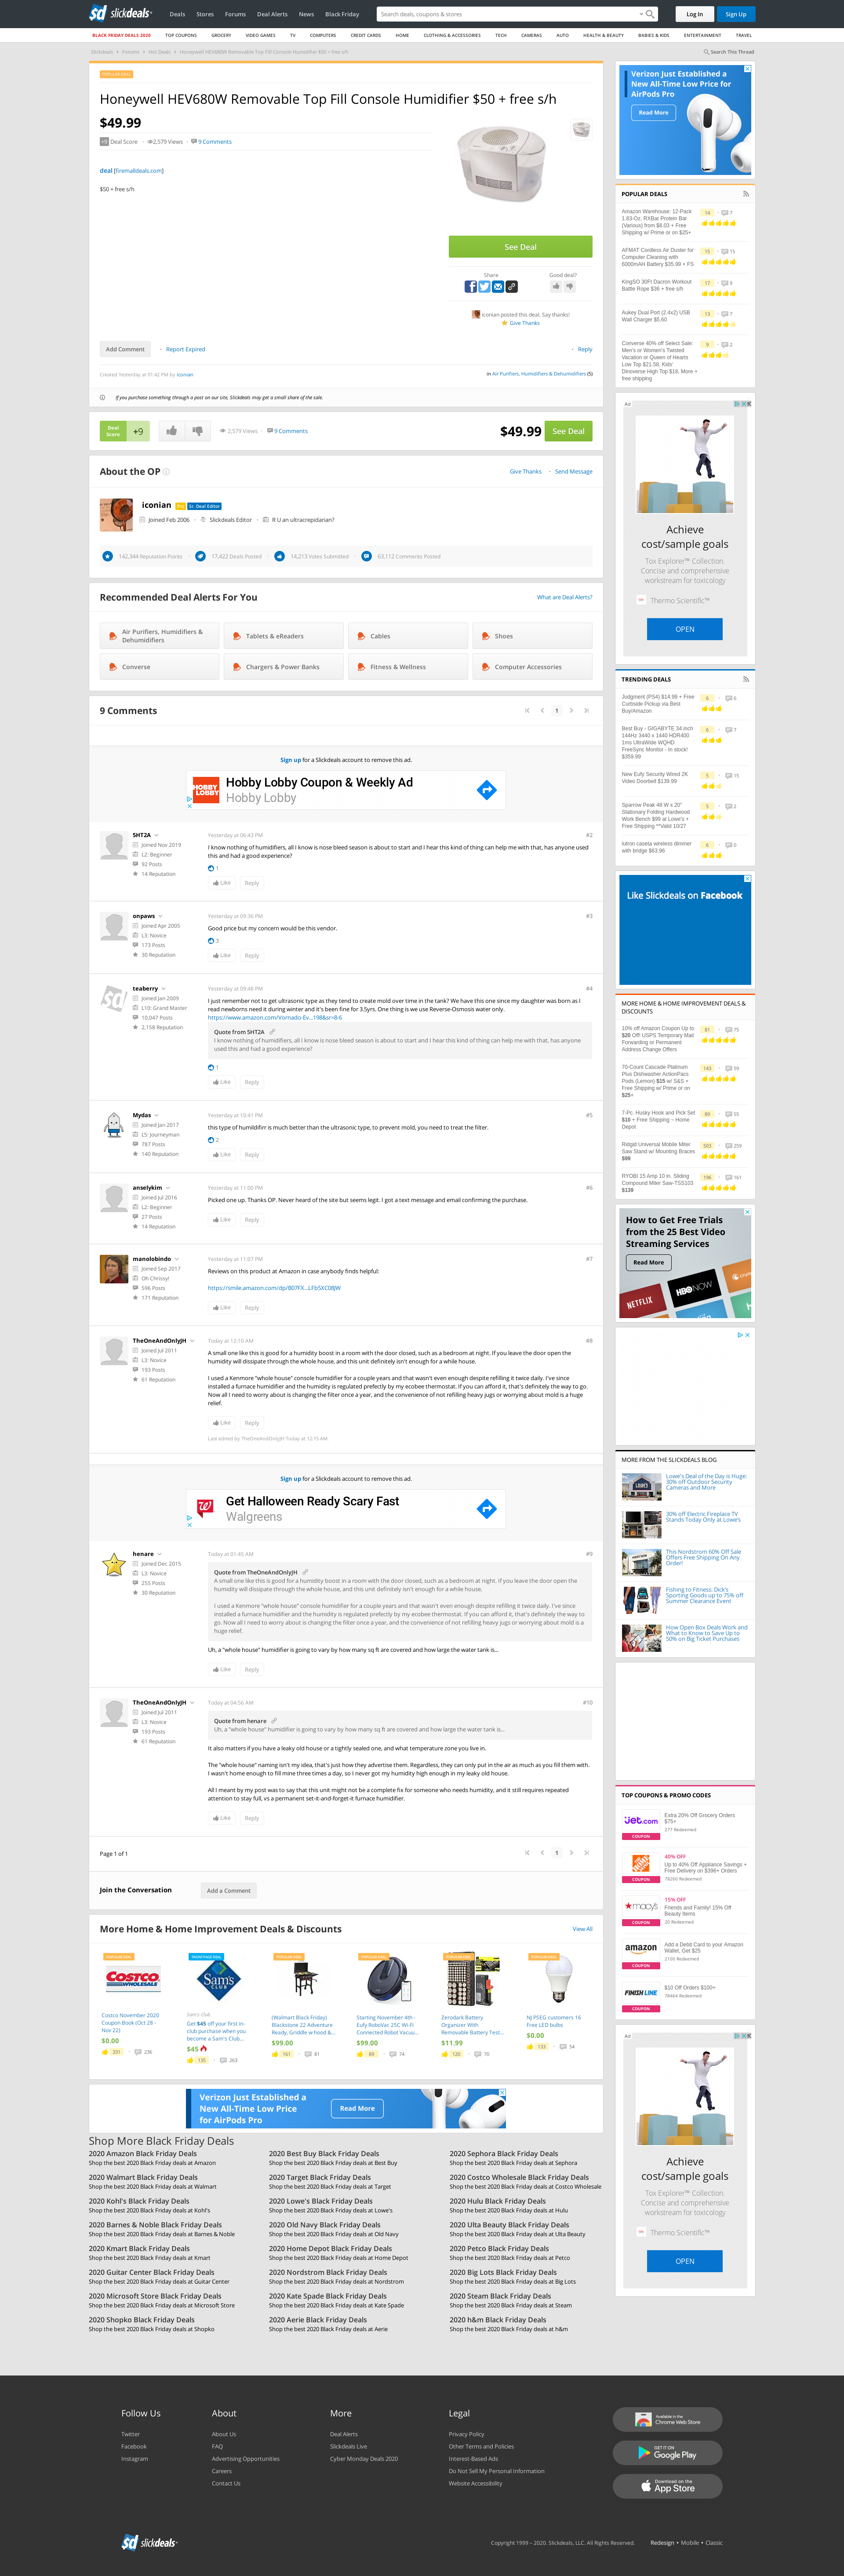 slickdeals
Deals
Stores
Forums
Deal Alerts
News
Black Friday
Search deals, coupons & stores
Log In
Sign Up
BLACK FRIDAY DEALS 2020
TOP COUPONS
GROCERY
VIDEO GAMES
TV
COMPUTERS
CREDIT CARDS
HOME
CLOTHING & ACCESSORIES
TECH
CAMERAS
AUTO
HEALTH & BEAUTY
BABIES & KIDS
ENTERTAINMENT
TRAVEL
Slickdeals
Forums
Hot Deals
Honeywell HEV680W Removable Top Fill Console Humidifier $50 + free s/h
Search This Thread
POPULAR DEAL
Honeywell HEV680W Removable Top Fill Console Humidifier $50 + free s/h
$49.99
+9 Deal Score
2,579 Views
9 Comments
deal [firemalldeals.com]
$50 + free s/h
See Deal
Share
Good deal?
iconian posted this deal. Say thanks!
Give Thanks
Add Comment
Report Expired
Reply
Created Yesterday at 01:42 PM by iconian
in Air Purifiers, Humidifiers & Dehumidifiers (5)
If you purchase something through a post on our site, Slickdeals may get a small share of the sale.
Deal Score +9
2,579 Views
9 Comments
$49.99
See Deal
About the OP
Give Thanks
Send Message
iconian Pro Sr. Deal Editor
Joined Feb 2006
Slickdeals Editor
R U an ultracrepidarian?
142,344 Reputation Points
17,422 Deals Posted
14,213 Votes Submitted
63,112 Comments Posted
Recommended Deal Alerts For You
What are Deal Alerts?
Air Purifiers, Humidifiers & Dehumidifiers
Tablets & eReaders
Cables
Shoes
Converse
Chargers & Power Banks
Fitness & Wellness
Computer Accessories
9 Comments
1
Sign up for a Slickdeals account to remove this ad.
HOBBY LOBBY
Hobby Lobby Coupon & Weekly Ad
Hobby Lobby
SHT2A
Joined Nov 2019
L2: Beginner
92 Posts
14 Reputation
Yesterday at 06:43 PM
#2
I know nothing of humidifiers, all I know is nose bleed season is about to start and I hear this kind of thing can help me with that, has anyone used
this and had a good experience?
1
Like
Reply
onpaws
Joined Apr 2005
L3: Novice
173 Posts
30 Reputation
Yesterday at 09:36 PM
#3
Good price but my concern would be this vendor.
3
Like
Reply
teaberry
Joined Jan 2009
L10: Grand Master
10,047 Posts
2,158 Reputation
Yesterday at 09:48 PM
#4
I just remember not to get ultrasonic type as they tend to create mold over time in the tank? We have this one since my daughter was born as I
read newborns need it during winter and it's been fine for 3.5yrs. One thing is we use Reverse-Osmosis water only.
https://www.amazon.com/Vornado-Ev...198&sr=8-6
Quote from SHT2A
I know nothing of humidifiers, all I know is nose bleed season is about to start and I hear this kind of thing can help me with that, has anyone
used this and had a good experience?
1
Like
Reply
Mydas
Joined Jan 2017
L5: Journeyman
787 Posts
140 Reputation
Yesterday at 10:41 PM
#5
this type of humidifirr is much better than the ultrasonic type, to prevent mold, you need to treat the filter.
2
Like
Reply
anselykim
Joined Jul 2016
L2: Beginner
27 Posts
14 Reputation
Yesterday at 11:00 PM
#6
Picked one up. Thanks OP. Never heard of the site but seems legit. I got a text message and email confirming the purchase.
Like
Reply
manolobindo
Joined Sep 2017
Oh Chrissy!
596 Posts
171 Reputation
Yesterday at 11:07 PM
#7
Reviews on this product at Amazon in case anybody finds helpful:
https://smile.amazon.com/dp/B07FX...LFb5XC08JW
Like
Reply
TheOneAndOnlyJH
Joined Jul 2011
L3: Novice
193 Posts
61 Reputation
Today at 12:10 AM
#8
A small one like this is good for a humidity boost in a room with the door closed, such as a bedroom at night. If you leave the door open the
humidity will dissipate through the whole house, and this unit definitely isn't enough for a while house.
I used a Kenmore "whole house" console humidifier for a couple years and that wasn't even enough despite refilling it twice daily. I've since
installed a furnace humidifier and the humidity is regulated prefectly by my ecobee thermostat. If you can afford it, that's definitely the way to go.
Now all I need to worry about is changing the filter once a year, and the convenience of not refilling heavy jugs or worrying about mold is a huge
relief.
Like
Reply
Last edited by TheOneAndOnlyJH Today at 12:15 AM
Sign up for a Slickdeals account to remove this ad.
Get Halloween Ready Scary Fast
Walgreens
henare
Joined Dec 2015
L3: Novice
255 Posts
30 Reputation
Today at 01:45 AM
#9
Quote from TheOneAndOnlyJH
A small one like this is good for a humidity boost in a room with the door closed, such as a bedroom at night. If you leave the door open the
humidity will dissipate through the whole house, and this unit definitely isn't enough for a while house.
I used a Kenmore "whole house" console humidifier for a couple years and that wasn't even enough despite refilling it twice daily. I've since
installed a furnace humidifier and the humidity is regulated prefectly by my ecobee thermostat. If you can afford it, that's definitely the way to
go. Now all I need to worry about is changing the filter once a year, and the convenience of not refilling heavy jugs or worrying about mold is a
huge relief.
Uh, a "whole house" humidifier is going to vary by how many sq ft are covered and how large the water tank is...
Like
Reply
TheOneAndOnlyJH
Joined Jul 2011
L3: Novice
193 Posts
61 Reputation
Today at 04:56 AM
#10
Quote from henare
Uh, a "whole house" humidifier is going to vary by how many sq ft are covered and how large the water tank is...
It also matters if you have a leaky old house or a tightly sealed one, and what temperature zone you live in.
The "whole house" naming isn't my idea, that's just how they advertise them. Regardless, they can only put in the air as much as you fill them with.
I wasn't home enough to fill mine three times a day, so I never got my humidity high enough in my leaky old house.
All I meant by my post was to say that this unit might not be a complete fix for someone who needs humidity, and it still requires repeated
attention to stay full, vs a permanent set-it-and-forget-it furnace humidifier.
Like
Reply
Page 1 of 1
1
Join the Conversation
Add a Comment
More Home & Home Improvement Deals & Discounts
View All
POPULAR DEAL
COSTCO WHOLESALE
Costco November 2020
Coupon Book (Oct 28 -
Nov 22)
$0.00
331
236
FRONTPAGE DEAL
Sam's CLUB
Sam's Club
Get $45 off your first in-
club purchase when you
become a Sam's Club...
$45
135
263
POPULAR DEAL
(Walmart Black Friday)
Blackstone 22 Adventure
Ready, Griddle w hood &...
$99.00
161
81
POPULAR DEAL
Starting November 4th -
Eufy RoboVac 25C Wi-Fi
Connected Robot Vacuu...
$99.00
89
74
POPULAR DEAL
Zerodark Battery
Organizer With
Removable Battery Test...
$11.99
120
70
POPULAR DEAL
NJ PSEG customers 16
Free LED bulbs
$0.00
133
54
Verizon Just Established a
New All-Time Low Price
for AirPods Pro
Read More
Shop More Black Friday Deals
2020 Amazon Black Friday Deals
Shop the best 2020 Black Friday deals at Amazon
2020 Best Buy Black Friday Deals
Shop the best 2020 Black Friday deals at Best Buy
2020 Sephora Black Friday Deals
Shop the best 2020 Black Friday deals at Sephora
2020 Walmart Black Friday Deals
Shop the best 2020 Black Friday deals at Walmart
2020 Target Black Friday Deals
Shop the best 2020 Black Friday deals at Target
2020 Costco Wholesale Black Friday Deals
Shop the best 2020 Black Friday deals at Costco Wholesale
2020 Kohl's Black Friday Deals
Shop the best 2020 Black Friday deals at Kohl's
2020 Lowe's Black Friday Deals
Shop the best 2020 Black Friday deals at Lowe's
2020 Hulu Black Friday Deals
Shop the best 2020 Black Friday deals at Hulu
2020 Barnes & Noble Black Friday Deals
Shop the best 2020 Black Friday deals at Barnes & Noble
2020 Old Navy Black Friday Deals
Shop the best 2020 Black Friday deals at Old Navy
2020 Ulta Beauty Black Friday Deals
Shop the best 2020 Black Friday deals at Ulta Beauty
2020 Kmart Black Friday Deals
Shop the best 2020 Black Friday deals at Kmart
2020 Home Depot Black Friday Deals
Shop the best 2020 Black Friday deals at Home Depot
2020 Petco Black Friday Deals
Shop the best 2020 Black Friday deals at Petco
2020 Guitar Center Black Friday Deals
Shop the best 2020 Black Friday deals at Guitar Center
2020 Nordstrom Black Friday Deals
Shop the best 2020 Black Friday deals at Nordstrom
2020 Big Lots Black Friday Deals
Shop the best 2020 Black Friday deals at Big Lots
2020 Microsoft Store Black Friday Deals
Shop the best 2020 Black Friday deals at Microsoft Store
2020 Kate Spade Black Friday Deals
Shop the best 2020 Black Friday deals at Kate Spade
2020 Steam Black Friday Deals
Shop the best 2020 Black Friday deals at Steam
2020 Shopko Black Friday Deals
Shop the best 2020 Black Friday deals at Shopko
2020 Aerie Black Friday Deals
Shop the best 2020 Black Friday deals at Aerie
2020 h&m Black Friday Deals
Shop the best 2020 Black Friday deals at h&m
Verizon Just Established a
New All-Time Low Price for
AirPods Pro
Read More
POPULAR DEALS
Amazon Warehouse: 12-Pack
1.83-Oz. RXBar Protein Bar
(Various) from $8.03 + Free
Shipping w/ Prime or on $25+
14
7
AFMAT Cordless Air Duster for
Computer Cleaning with
6000mAH Battery $35.99 + FS
15
15
KingSO 30Ft Dacron Workout
Battle Rope $36 + free s/h
17
9
Aukey Dual Port (2.4x2) USB
Wall Charger $5.60
13
7
Converse 40% off Select Sale:
Men's or Women's Twisted
Vacation or Queen of Hearts
Low Top $21.58, Kids'
Dinoverse High Top $18, More +
free shipping
9
2
Ad
Achieve
cost/sample goals
Tox Explorer™ Collection.
Concise and comprehensive
workstream for toxicology
Thermo Scientific™
OPEN
TRENDING DEALS
Judgment (PS4) $14.99 + Free
Curbside Pickup via Best
Buy/Amazon
6
6
Best Buy - GIGABYTE 34 inch
144Hz 3440 x 1440 HDR400
1ms UltraWide WQHD
FreeSync Monitor - In stock!
$359.99
6
7
New Eufy Security Wired 2K
Video Doorbell $139.99
5
15
Sparrow Peak 48 W x 20"
Stationary Folding Hardwood
Work Bench $99 at Lowe's +
Free Shipping **Valid 10/27
5
2
lutron caseta wireless dimmer
with bridge $63.96
6
0
Like Slickdeals on Facebook
MORE HOME & HOME IMPROVEMENT DEALS &
DISCOUNTS
10% off Amazon Coupon Up to
$20 Off! USPS Temporary Mail
Forwarding or Permanent
Address Change Offers
81
75
70-Count Cascade Platinum
Plus Dishwasher ActionPacs
Pods (Lemon) $15 w/ S&S +
Free Shipping w/ Prime or on
$25+
143
59
7-Pc. Husky Hook and Pick Set
$10 + Free Shipping ~ Home
Depot
89
55
Ridgid Universal Mobile Miter
Saw Stand w/ Mounting Braces
$99
503
259
RYOBI 15 Amp 10 in. Sliding
Compound Miter Saw-TSS103
$139
196
161
How to Get Free Trials
from the 25 Best Video
Streaming Services
Read More
NETFLIX
HBO NOW
MORE FROM THE SLICKDEALS BLOG
Lowe's Deal of the Day is Huge:
30% off Outdoor Security
Cameras and More
30% off Electric Fireplace TV
Stands Today Only at Lowe's
This Nordstrom 60% Off Sale
Offers Free Shipping On Any
Order!
Fishing to Fitness: Dick's
Sporting Goods up to 75% off
Summer Clearance Event
How Open Box Deals Work and
What to Know to Save Up to
50% on Big Ticket Purchases
TOP COUPONS & PROMO CODES
jet.com
COUPON
Extra 20% Off Grocery Orders
$75+
277 Redeemed
COUPON
40% OFF
Up to 40% Off Appliance Savings +
Free Delivery on $396+ Orders
78260 Redeemed
macy's
COUPON
15% OFF
Friends and Family! 15% Off
Beauty Items
20 Redeemed
amazon
COUPON
Add a Debit Card to your Amazon
Wallet, Get $25
2100 Redeemed
FINISH LINE
COUPON
$10 Off Orders $100+
78464 Redeemed
Ad
Achieve
cost/sample goals
Tox Explorer™ Collection.
Concise and comprehensive
workstream for toxicology
Thermo Scientific™
OPEN
Follow Us
Twitter
Facebook
Instagram
About
About Us
FAQ
Advertising Opportunities
Careers
Contact Us
More
Deal Alerts
Slickdeals Live
Cyber Monday Deals 2020
Legal
Privacy Policy
Other Terms and Policies
Interest-Based Ads
Do Not Sell My Personal Information
Website Accessibility
Available in the
Chrome Web Store
GET IT ON
Google Play
Download on the
App Store
slickdeals
Copyright 1999 - 2020. Slickdeals, LLC. All Rights Reserved.
Redesign • Mobile • Classic